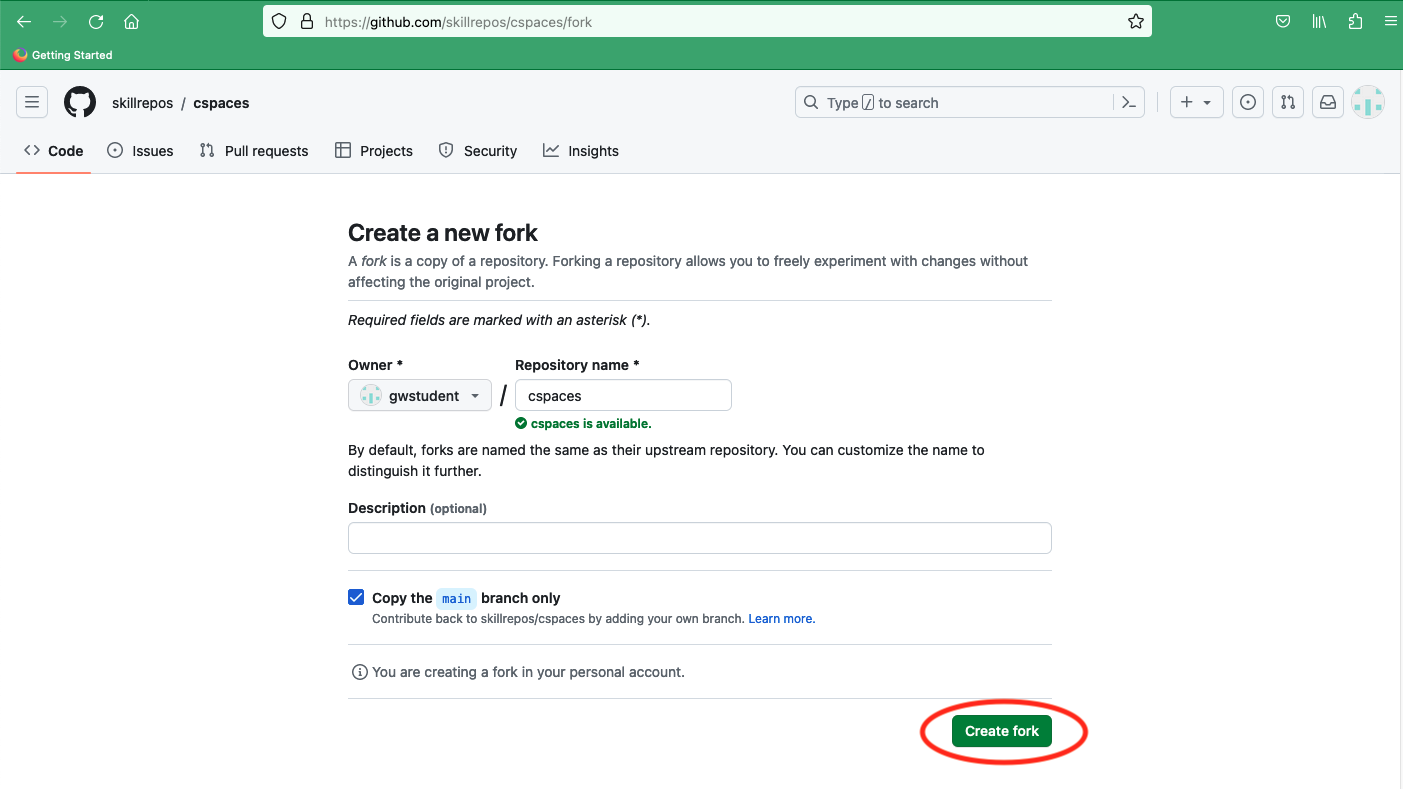 https://github.com/skillrepos/cspaces/fork
Getting Started
skillrepos / cspaces
Type / to search
Code Issues Pull requests Projects Security Insights
Create a new fork
A fork is a copy of a repository. Forking a repository allows you to freely experiment with changes without
affecting the original project.
Required fields are marked with an asterisk (*).
Owner * Repository name *
gwstudent / cspaces
cspaces is available.
By default, forks are named the same as their upstream repository. You can customize the name to
distinguish it further.
Description (optional)
Copy the main branch only
Contribute back to skillrepos/cspaces by adding your own branch. Learn more.
You are creating a fork in your personal account.
Create fork